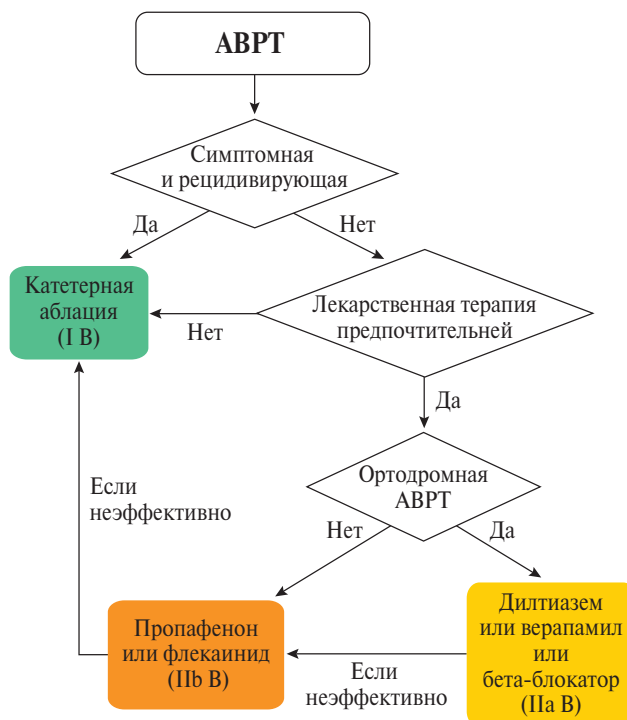 АВРТ
Симптомная
и рецидивирующая
Да
Нет
Катетерная
аблация
(I B)
Нет
Лекарственная терапия
предпочтительней
Да
Ортодромная
АВРТ
Если
неэффективно
Нет
Да
Пропафенон
или флекаинид
(IIb B)
Если
неэффективно
Дилтиазем
или верапамил
или
бета-блокатор
(IIa B)